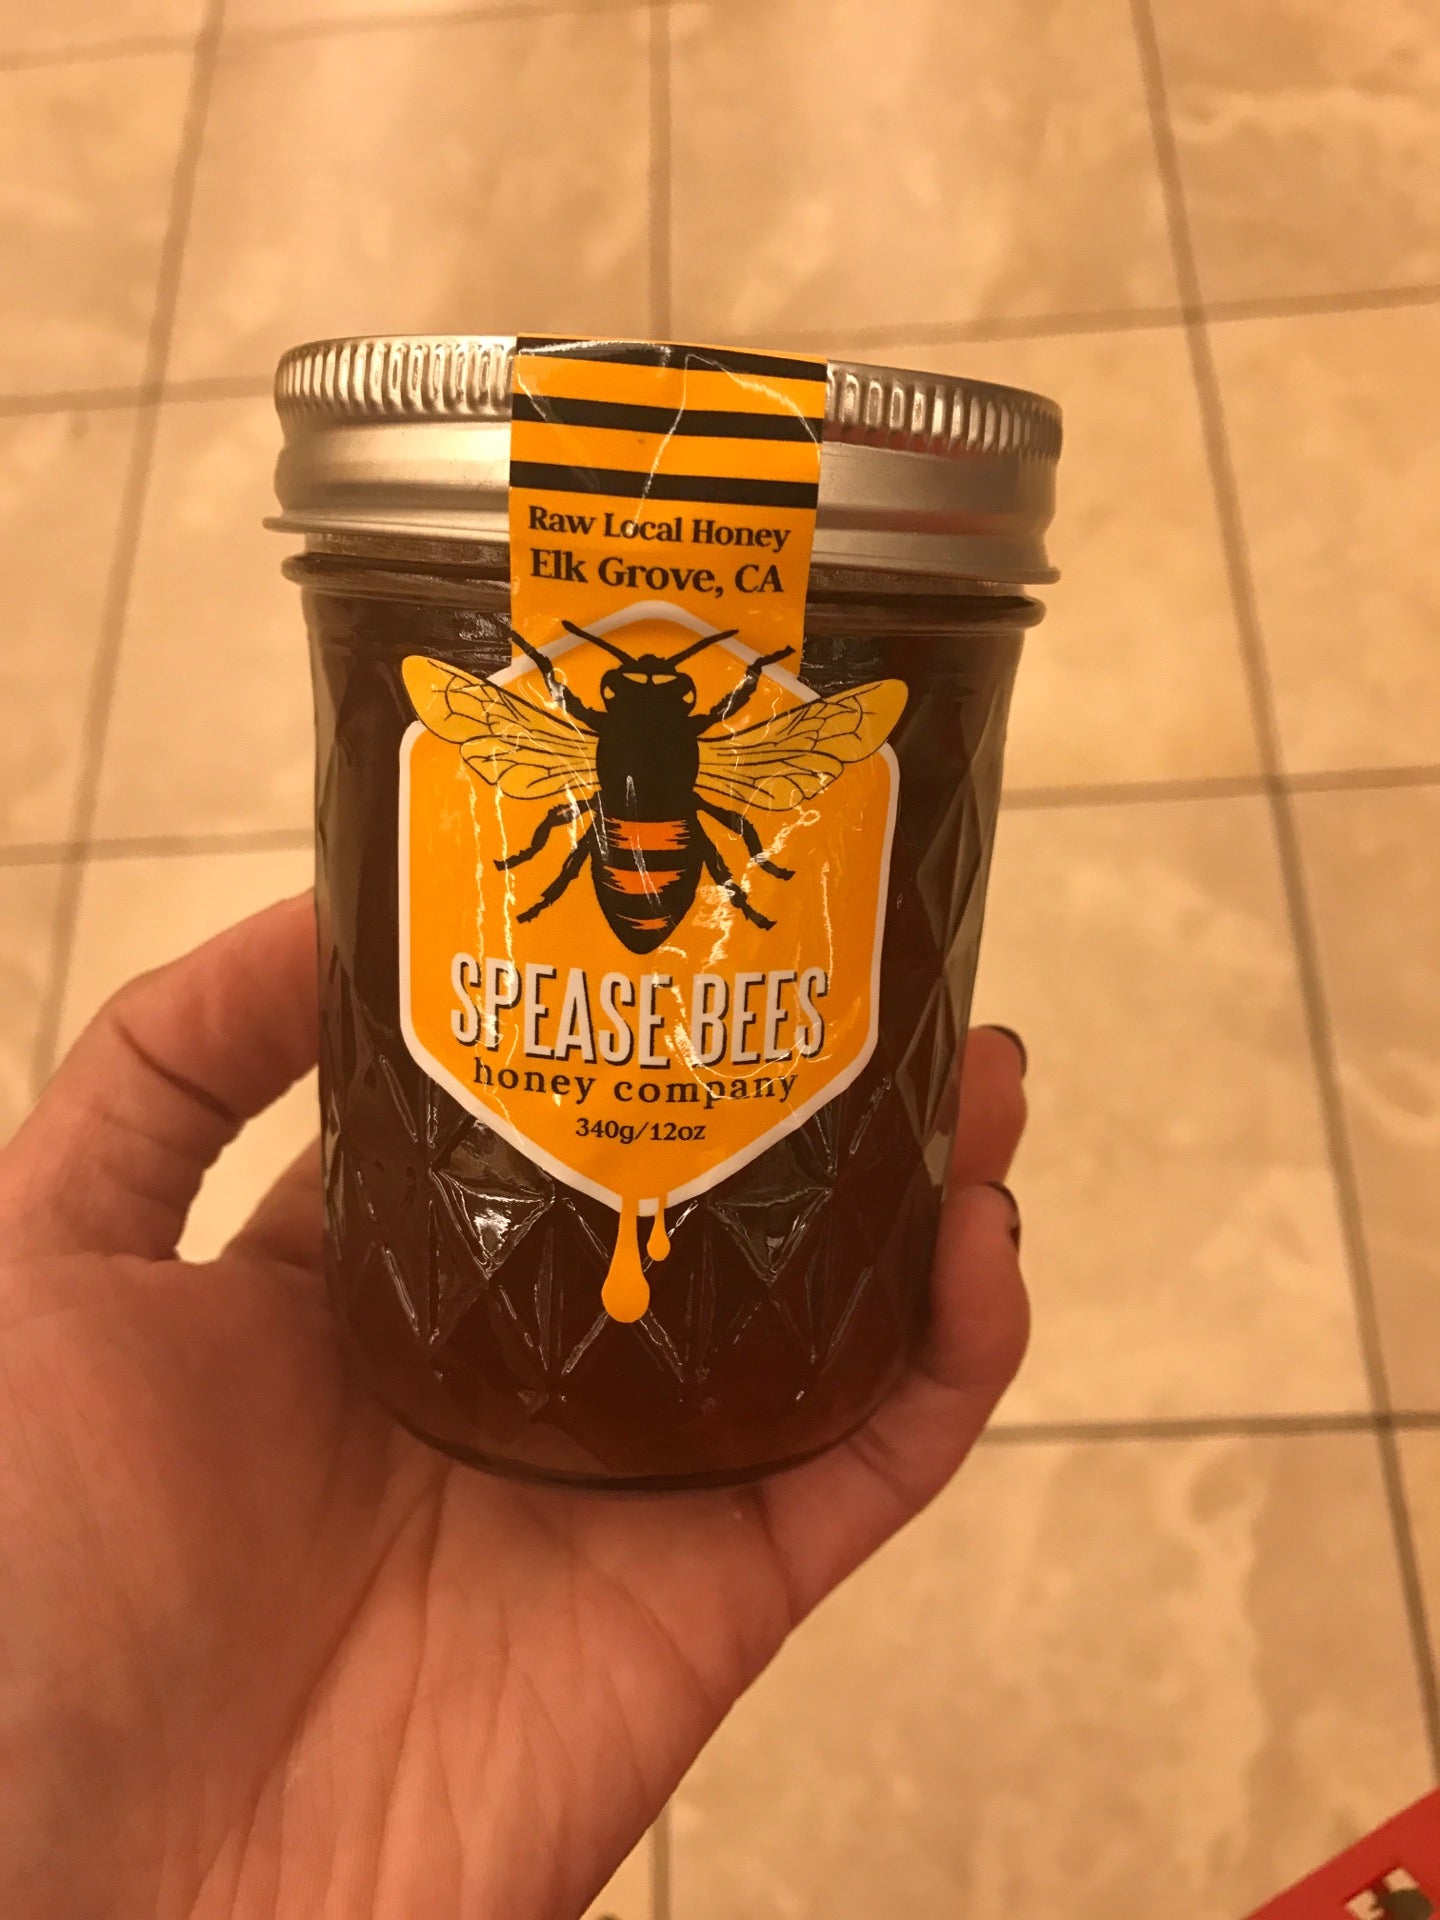 Raw Local Honey
Elk Grove, CA
SPEASE BEES
honey company
340g/12oz